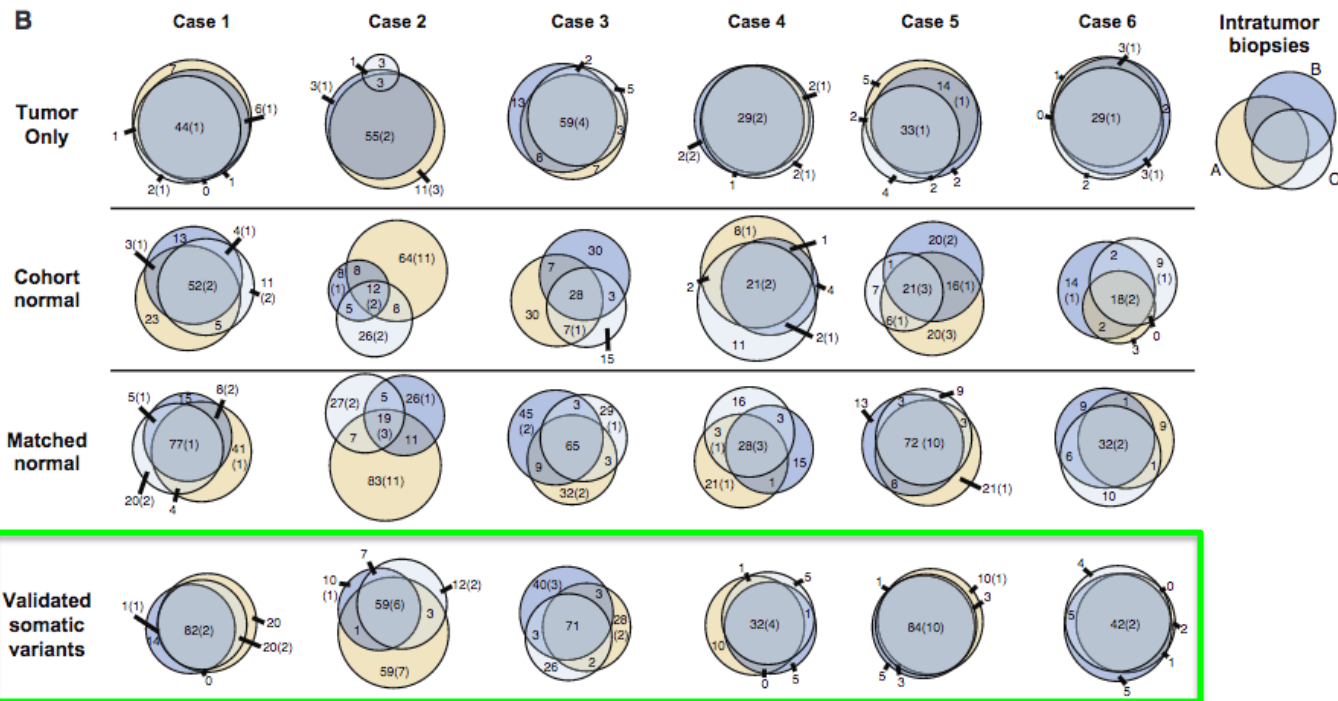 B
Case 1 Case 2 Case 3 Case 4 Case 5 Case 6 Intratumor biopsies
Tumor Only
7 44(1) 6(1) 1 2(1) 0 1
1 3 3 3(1) 55(2) 11(3)
2 5 13 59(4) 3 8 7
2(1) 29(2) 2(2) 1 2(1)
5 14 (1) 2 33(1) 4 2 2
3(1) 1 0 2 29(1) 2 3(1)
B A C
Cohort normal
3(1) 13 4(1) 52(2) 11 (2) 23 5
64(11) 8 (1) 8 12 (2) 5 8 26(2)
30 7 28 3 30 7(1) 15
8(1) 1 2 21(2) 4 11 2(1)
20(2) 1 7 21(3) 16(1) 6(1) 20(3)
2 9 (1) 14 (1) 18(2) 2 0 3
Matched normal
5(1) 15 8(2) 77(1) 41 (1) 20(2) 4
27(2) 5 26(1) 19 (3) 7 11 83(11)
45 (2) 3 29 (1) 65 9 3 32(2)
16 3 3 (1) 28(3) 15 21(1) 1
9 13 3 72 (10) 3 8 21(1)
9 1 9 32(2) 6 1 10
Validated somatic variants
1(1) 14 82(2) 20 20(2) 0
7 10 (1) 12(2) 59(6) 1 3 59(7)
40(3) 3 71 28 (2) 3 26 2
1 5 32(4) 1 10 0 5
1 10(1) 3 84(10) 5 3
4 0 5 42(2) 2 1 5